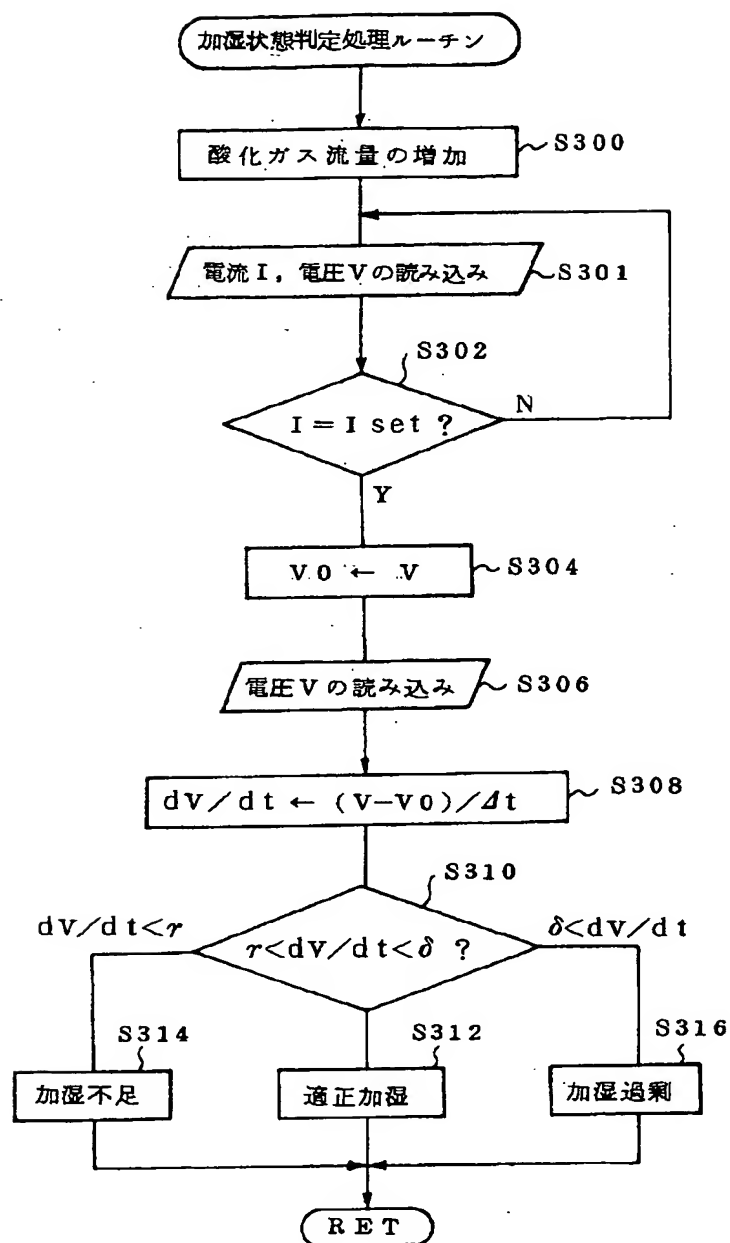 加湿状態判定処理ルーチン
酸化ガス流量の増加
S300
電流I，電圧Vの読み込み
S301
S302
I＝I set ?
N
Y
V0 ← V
S304
電圧Vの読み込み
S306
dV/dt ← (V−V0)/Δt
S308
S310
dV/dt<r
r<dV/dt<δ ?
δ<dV/dt
S314
S312
S316
加湿不足
適正加湿
加湿過剰
RET